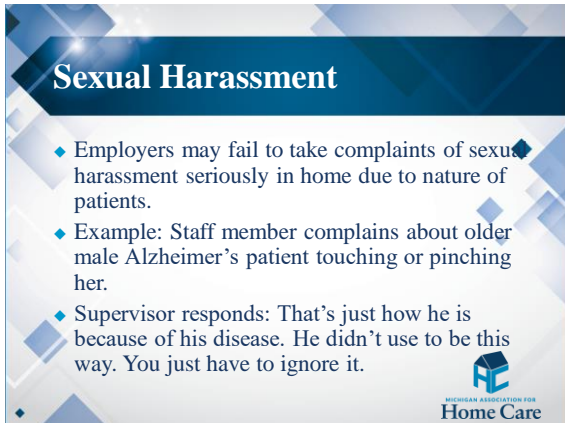 Sexual Harassment
Employers may fail to take complaints of sexual
harassment seriously in home due to nature of
patients.
Example: Staff member complains about older
male Alzheimer’s patient touching or pinching
her.
Supervisor responds: That’s just how he is
because of his disease. He didn’t use to be this
way. You just have to ignore it.
HC
MICHIGAN ASSOCIATION FOR
Home Care